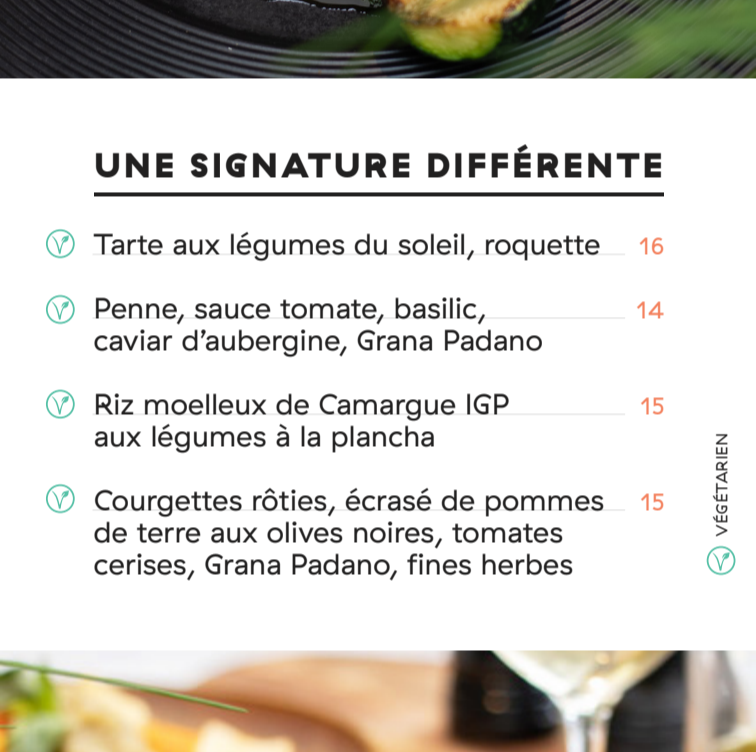 UNE SIGNATURE DIFFÉRENTE
Tarte aux légumes du soleil, roquette 16
Penne, sauce tomate, basilic, 14
caviar d’aubergine, Grana Padano
Riz moelleux de Camargue IGP 15
aux légumes à la plancha
Courgettes rôties, écrasé de pommes 15
de terre aux olives noires, tomates
cerises, Grana Padano, fines herbes
VÉGÉTARIEN